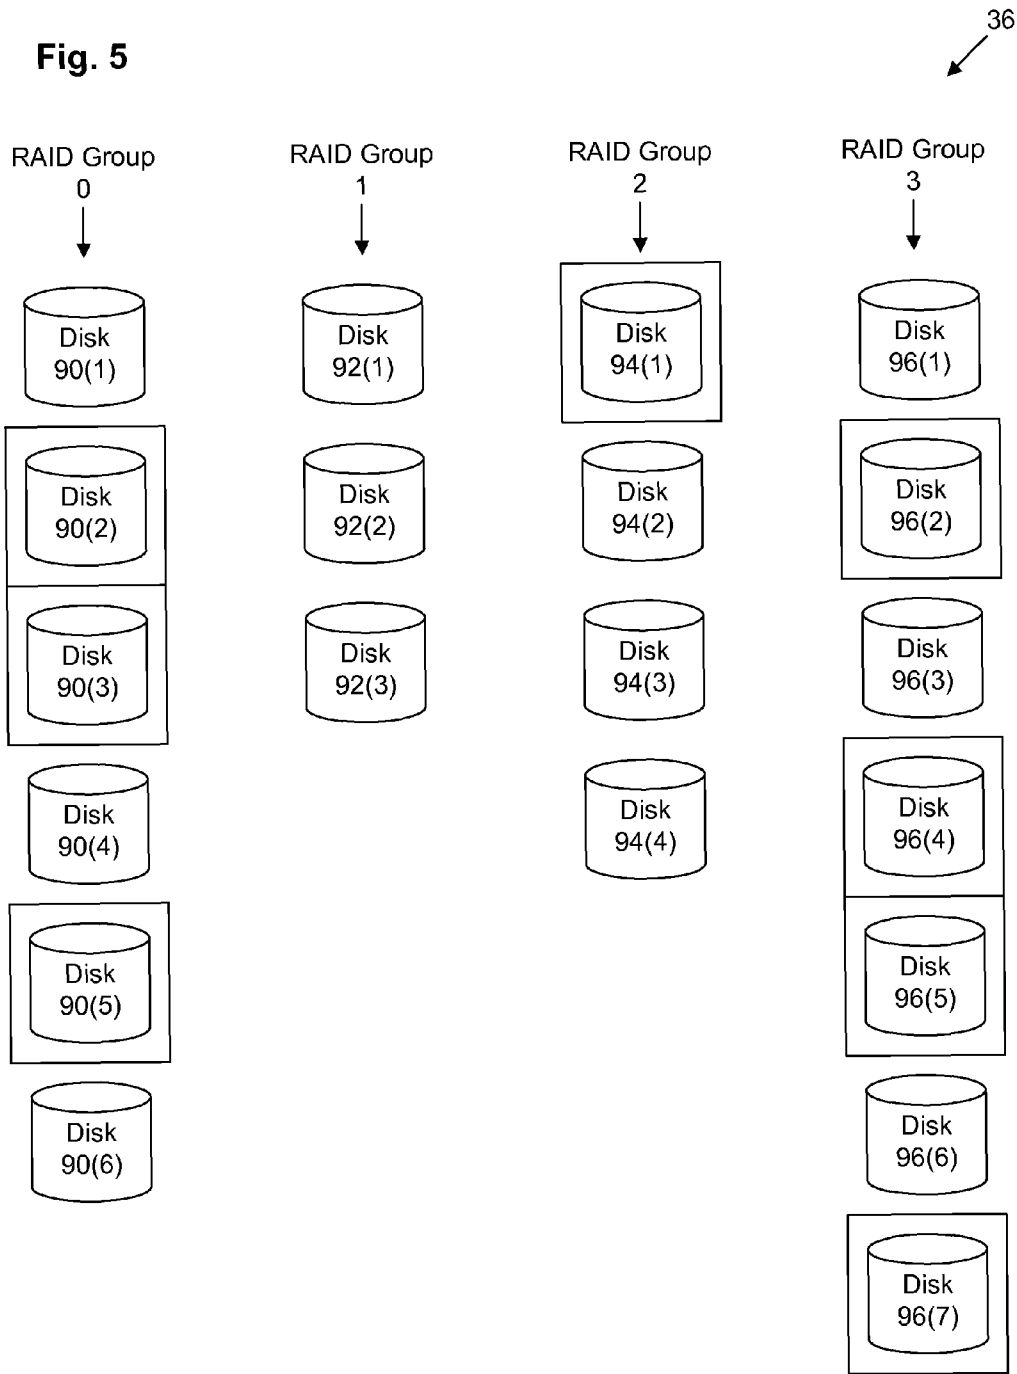 36
Fig. 5
RAID Group
0
RAID Group
1
RAID Group
2
RAID Group
3
Disk
90(1)
Disk
90(2)
Disk
90(3)
Disk
90(4)
Disk
90(5)
Disk
90(6)
Disk
92(1)
Disk
92(2)
Disk
92(3)
Disk
94(1)
Disk
94(2)
Disk
94(3)
Disk
94(4)
Disk
96(1)
Disk
96(2)
Disk
96(3)
Disk
96(4)
Disk
96(5)
Disk
96(6)
Disk
96(7)